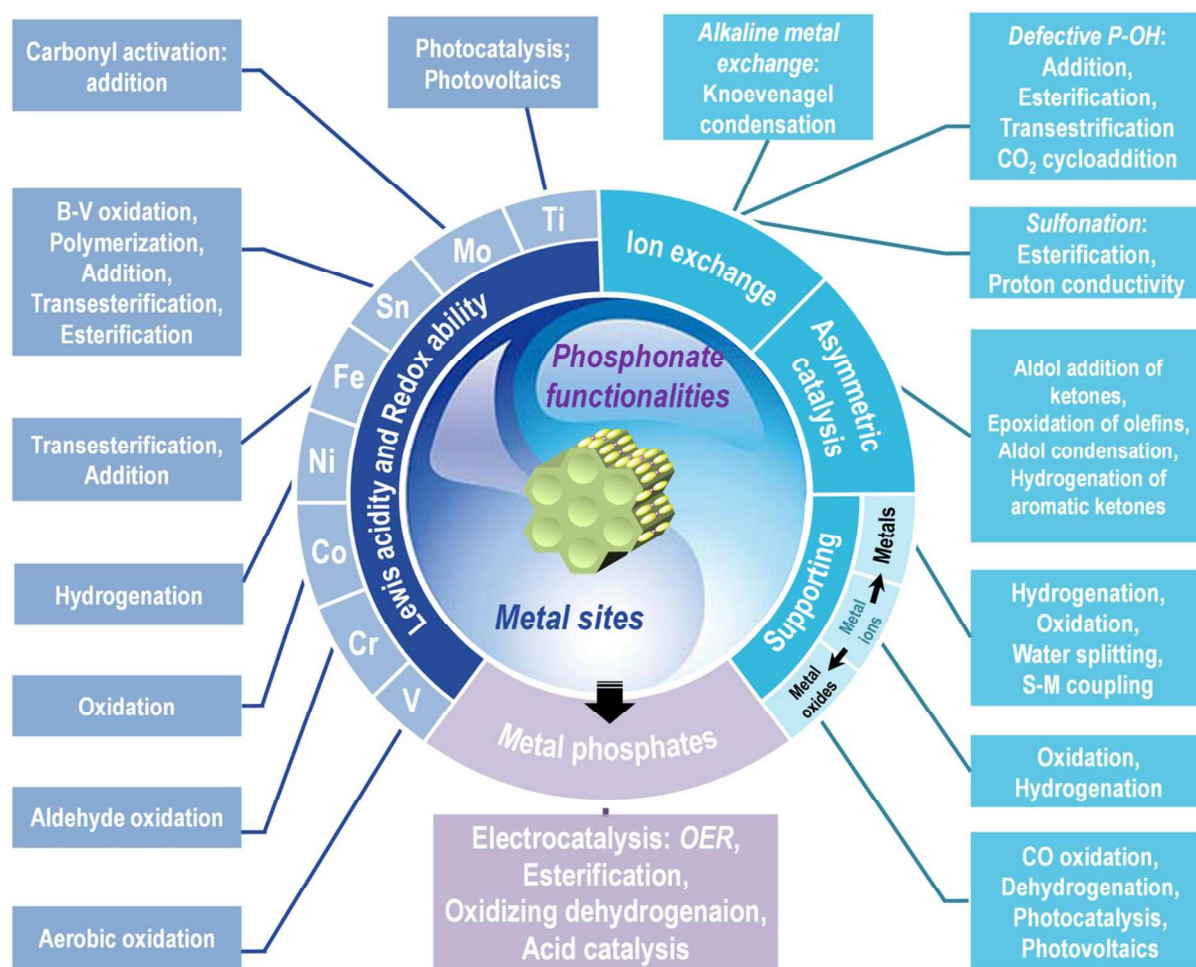 Carbonyl activation:
addition
Photocatalysis;
Photovoltaics
Alkaline metal
exchange:
Knoevenagel
condensation
Defective P-OH:
Addition,
Esterification,
Transestrification
CO₂ cycloaddition
B-V oxidation,
Polymerization,
Addition,
Transesterification,
Esterification
Sulfonation:
Esterification,
Proton conductivity
Transesterification,
Addition
Aldol addition of
ketones,
Epoxidation of olefins,
Aldol condensation,
Hydrogenation of
aromatic ketones
Hydrogenation
Hydrogenation,
Oxidation,
Water splitting,
S-M coupling
Oxidation
Oxidation,
Hydrogenation
Aldehyde oxidation
CO oxidation,
Dehydrogenation,
Photocatalysis,
Photovoltaics
Aerobic oxidation
Ti
Mo
Sn
Fe
Ni
Co
Cr
V
Lewis acidity and Redox ability
Ion exchange
Asymmetric
catalysis
Supporting
Metals
Metal
ions
Metal
oxides
Phosphonate
functionalities
Metal sites
Metal phosphates
Electrocatalysis: OER,
Esterification,
Oxidizing dehydrogenaion,
Acid catalysis